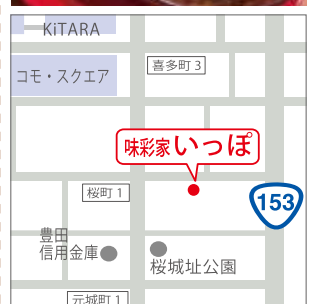 KiTARA
コモ・スクエア
喜多町3
味彩家いっぽ
桜町1
153
豊田
信用金庫
桜城址公園
元城町1